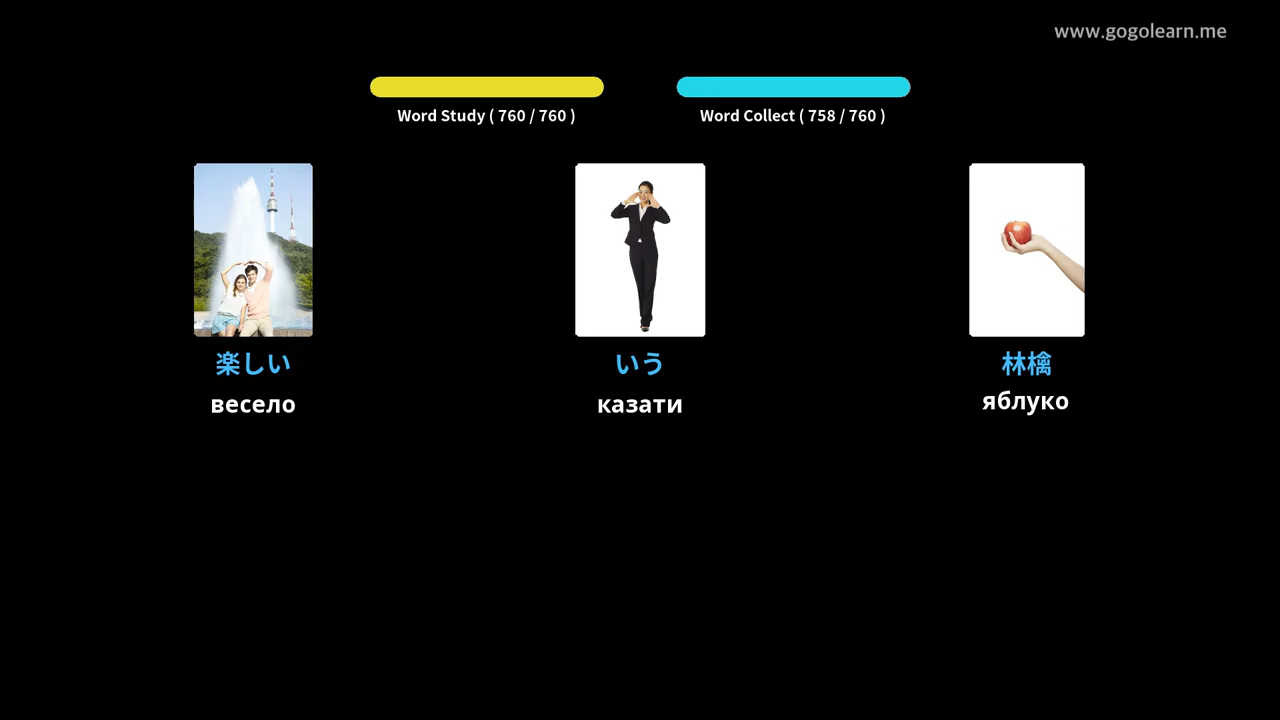 www.gogolearn.me
Word Study ( 760 / 760 )
Word Collect ( 758 / 760 )
楽しい
いう
林檎
весело
казати
яблуко